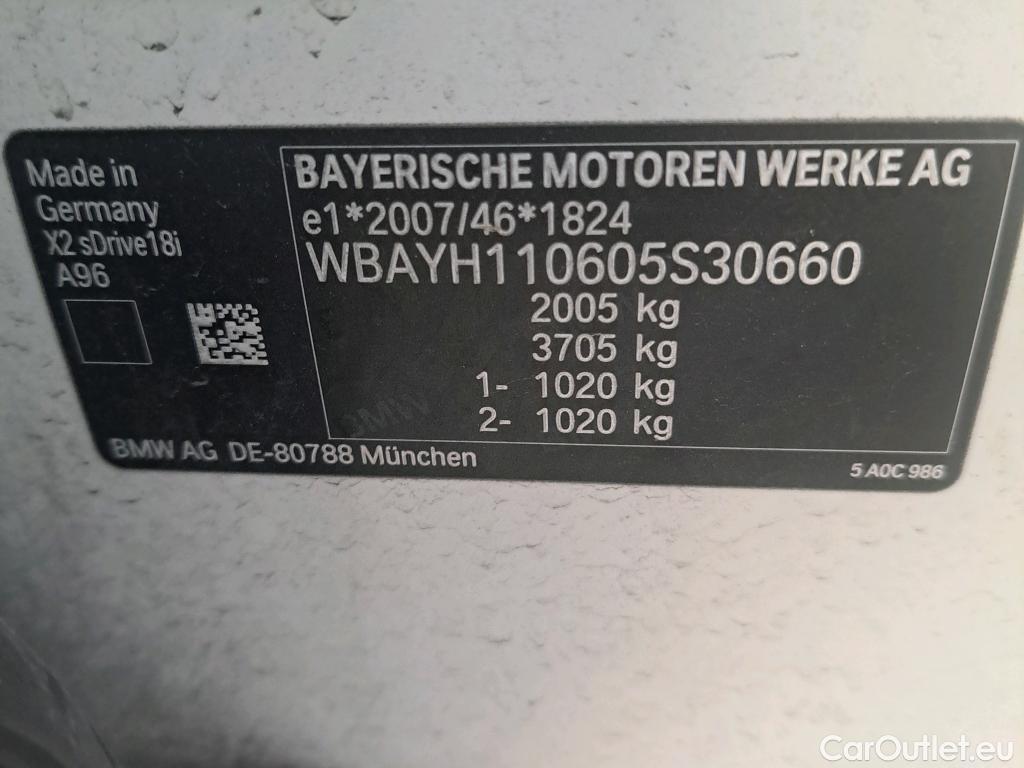 Made in
Germany
X2 sDrive18i
A96
BAYERISCHE MOTOREN WERKE AG
e1*2007/46*1824
WBAYH110605S30660
2005 kg
3705 kg
1- 1020 kg
2- 1020 kg
BMW
BMW AG DE-80788 München
5 A0C 986
CarOutlet.eu